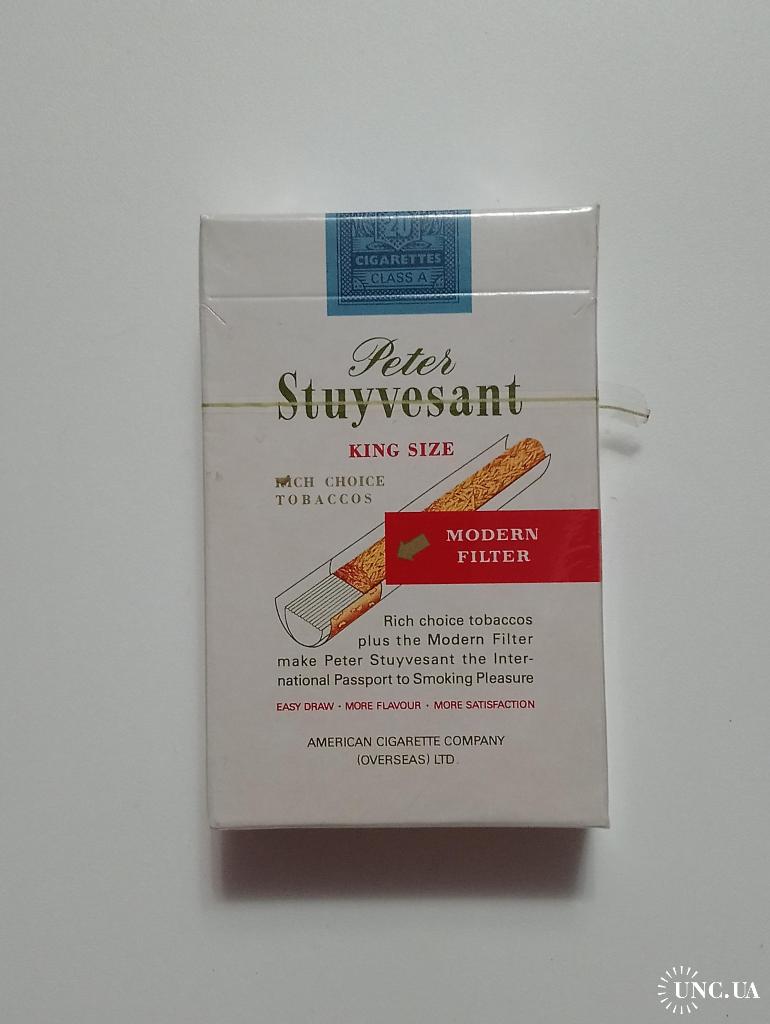 20
CIGARETTES
CLASS A
Peter
Stuyvesant
KING SIZE
RICH CHOICE
TOBACCOS
MODERN
FILTER
Rich choice tobaccos
plus the Modern Filter
make Peter Stuyvesant the Inter-
national Passport to Smoking Pleasure
EASY DRAW · MORE FLAVOUR · MORE SATISFACTION
AMERICAN CIGARETTE COMPANY
(OVERSEAS) LTD.
UNC.UA